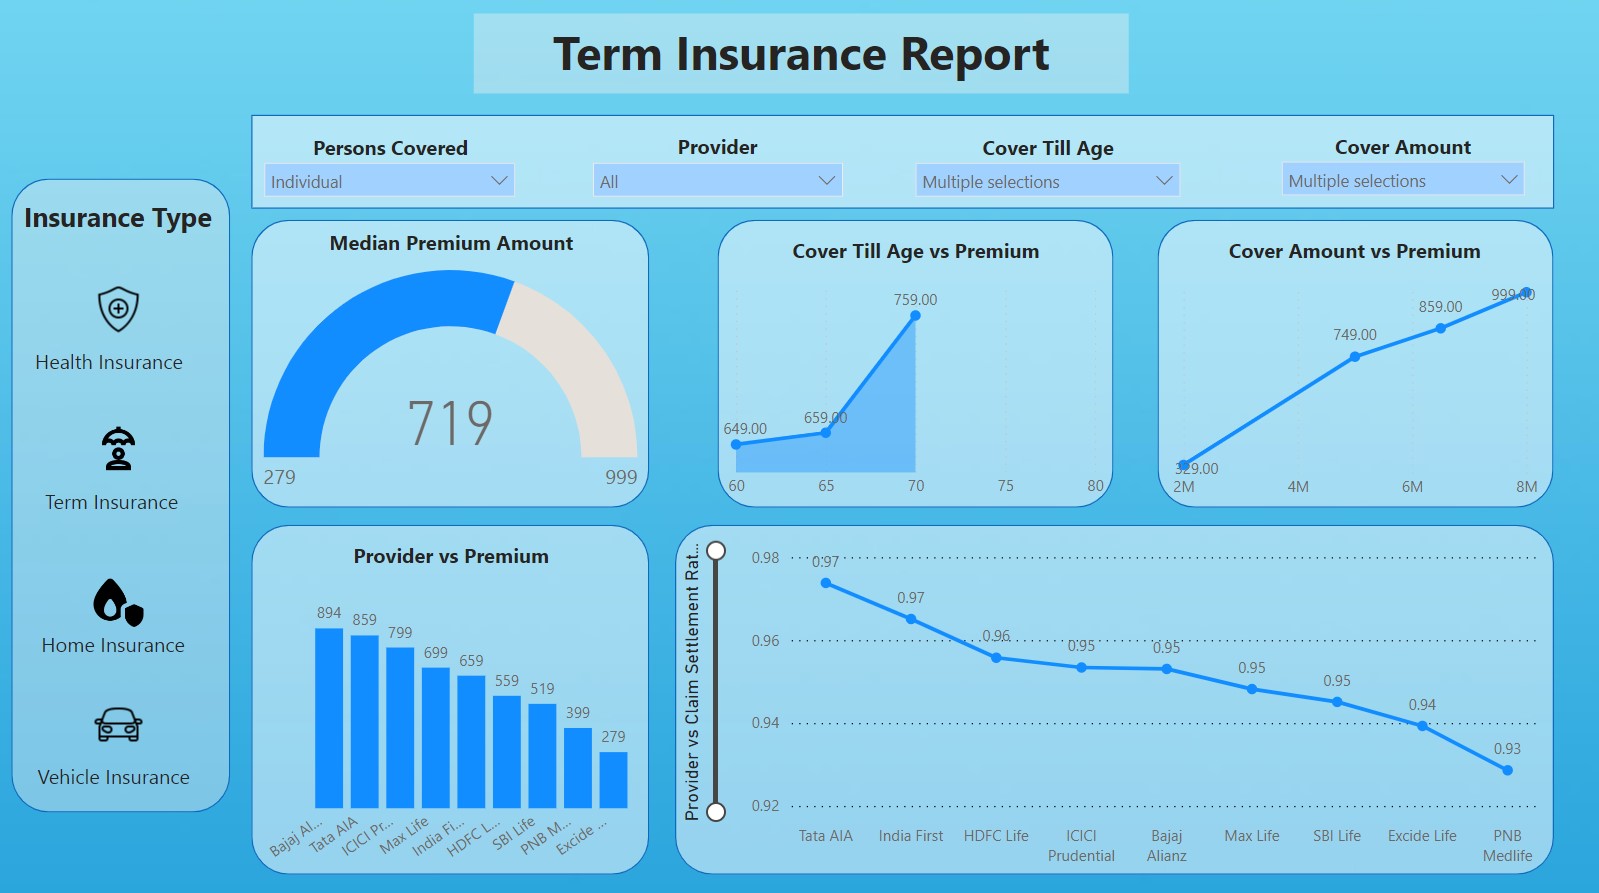 Term Insurance Report
Persons Covered
Individual
Provider
All
Cover Till Age
Multiple selections
Cover Amount
Multiple selections
Insurance Type
Health Insurance
Term Insurance
Home Insurance
Vehicle Insurance
Median Premium Amount
719
279
999
Cover Till Age vs Premium
759.00
659.00
649.00
60 65 70 75 80
Cover Amount vs Premium
999.00
859.00
749.00
329.00
2M 4M 6M 8M
Provider vs Premium
894 859 799 699 659 559 519 399 279
Bajaj Al...
Tata AIA
ICICI Pr...
Max Life
India Fi...
HDFC L...
SBI Life
PNB M...
Excide ...
Provider vs Claim Settlement Rat...
0.98
0.96
0.94
0.92
0.97 0.97 0.96 0.95 0.95 0.95 0.95 0.94 0.93
Tata AIA
India First
HDFC Life
ICICI
Prudential
Bajaj
Alianz
Max Life
SBI Life
Excide Life
PNB
Medlife